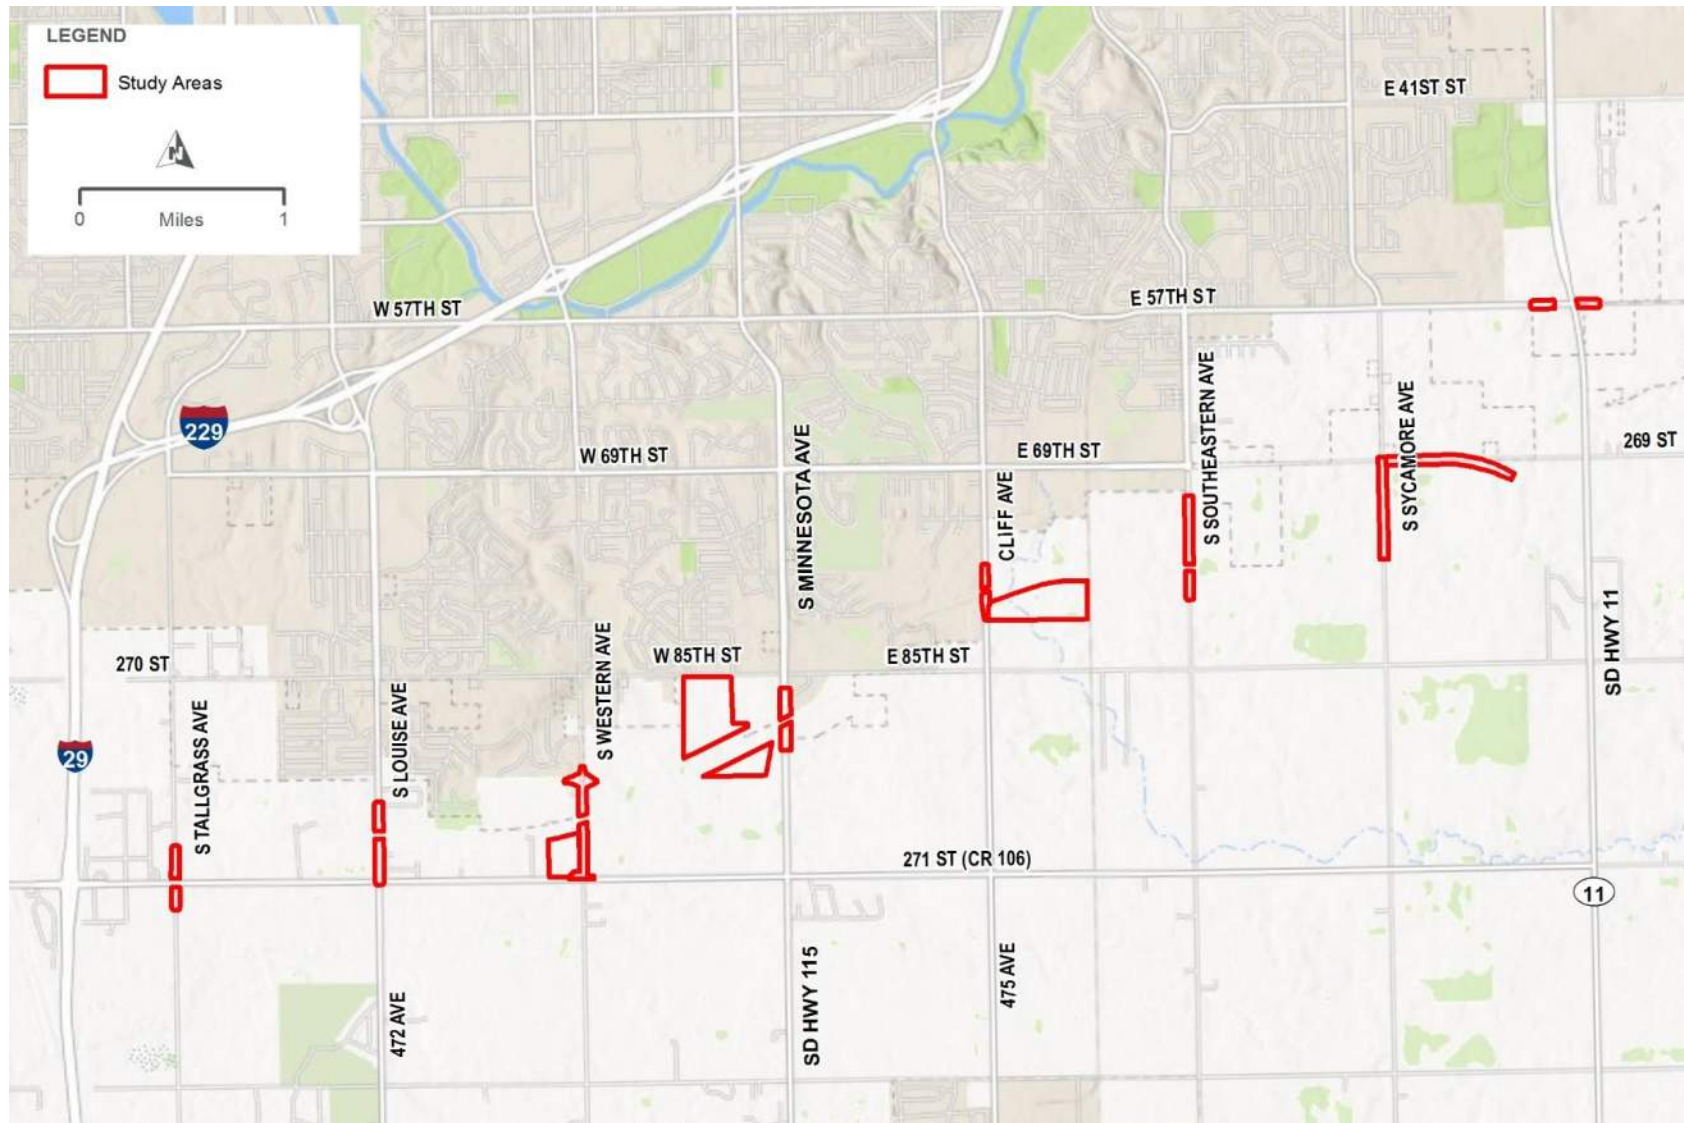 LEGEND
Study Areas
N
0 Miles 1
E 41ST ST
W 57TH ST
E 57TH ST
229
W 69TH ST
E 69TH ST
269 ST
S MINNESOTA AVE
CLIFF AVE
S SOUTHEASTERN AVE
S SYCAMORE AVE
SD HWY 11
270 ST
W 85TH ST
E 85TH ST
S TALLGRASS AVE
S LOUISE AVE
S WESTERN AVE
29
271 ST (CR 106)
11
472 AVE
SD HWY 115
475 AVE